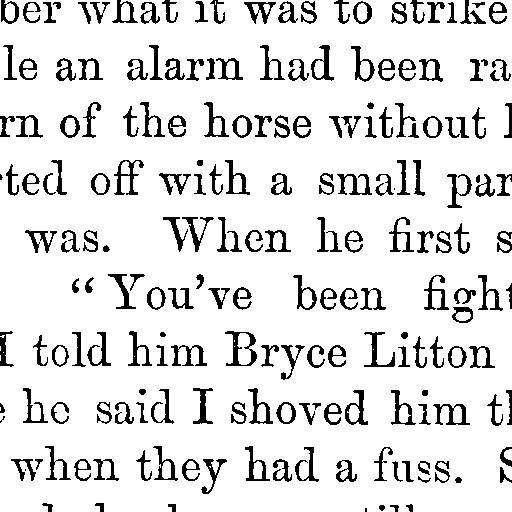 ber what it was to strike
le an alarm had been ra
rn of the horse without
rted off with a small par
was. When he first s
“You've been fight
I told him Bryce Litton
e he said I shoved him th
when they had a fuss. S